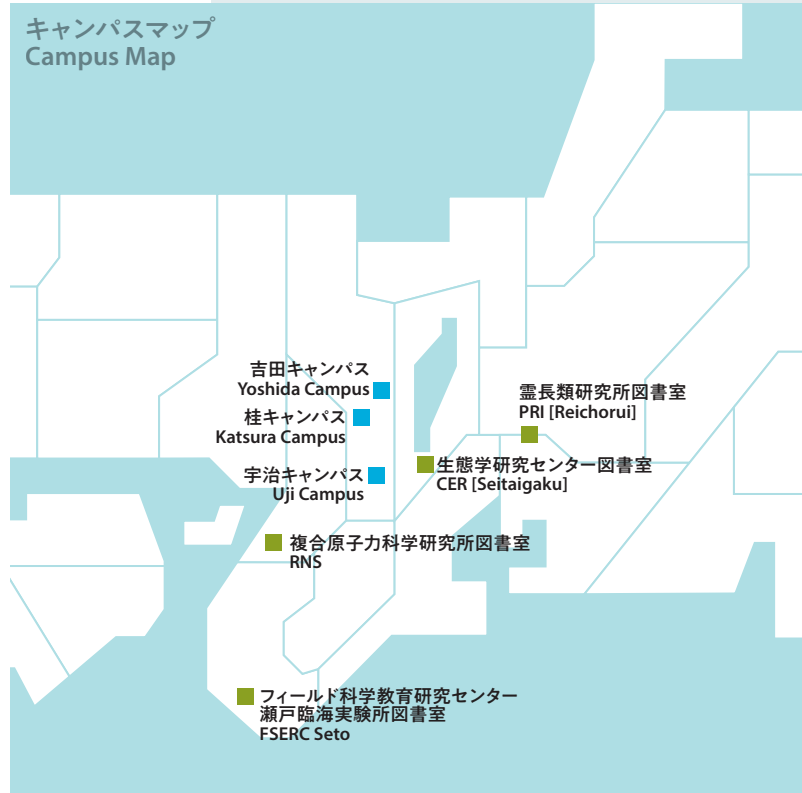 キャンパスマップ
Campus Map
吉田キャンパス
Yoshida Campus
桂キャンパス
Katsura Campus
宇治キャンパス
Uji Campus
霊長類研究所図書室
PRI [Reichorui]
生態学研究センター図書室
CER [Seitaigaku]
複合原子力科学研究所図書室
RNS
フィールド科学教育研究センター
瀬戸臨海実験所図書室
FSERC Seto